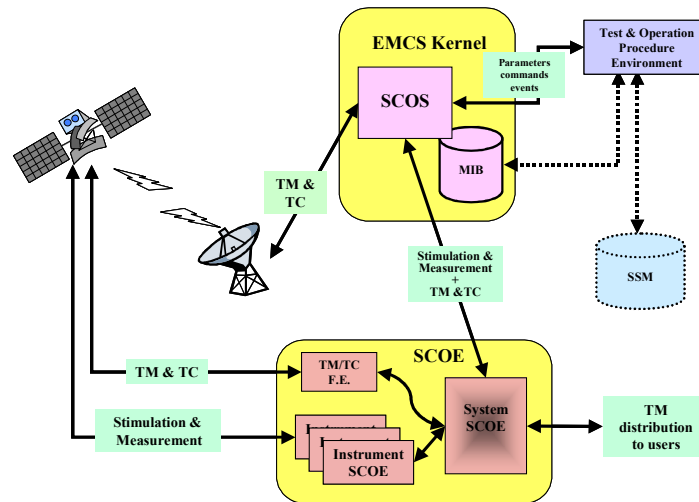 EMCS Kernel
SCOS
MIB
Parameters
commands
events
Test & Operation
Procedure
Environment
SSM
TM &
TC
Stimulation &
Measurement
+
TM &TC
SCOE
TM & TC
TM/TC
F.E.
System
SCOE
Stimulation &
Measurement
Instrument
SCOE
TM
distribution
to users